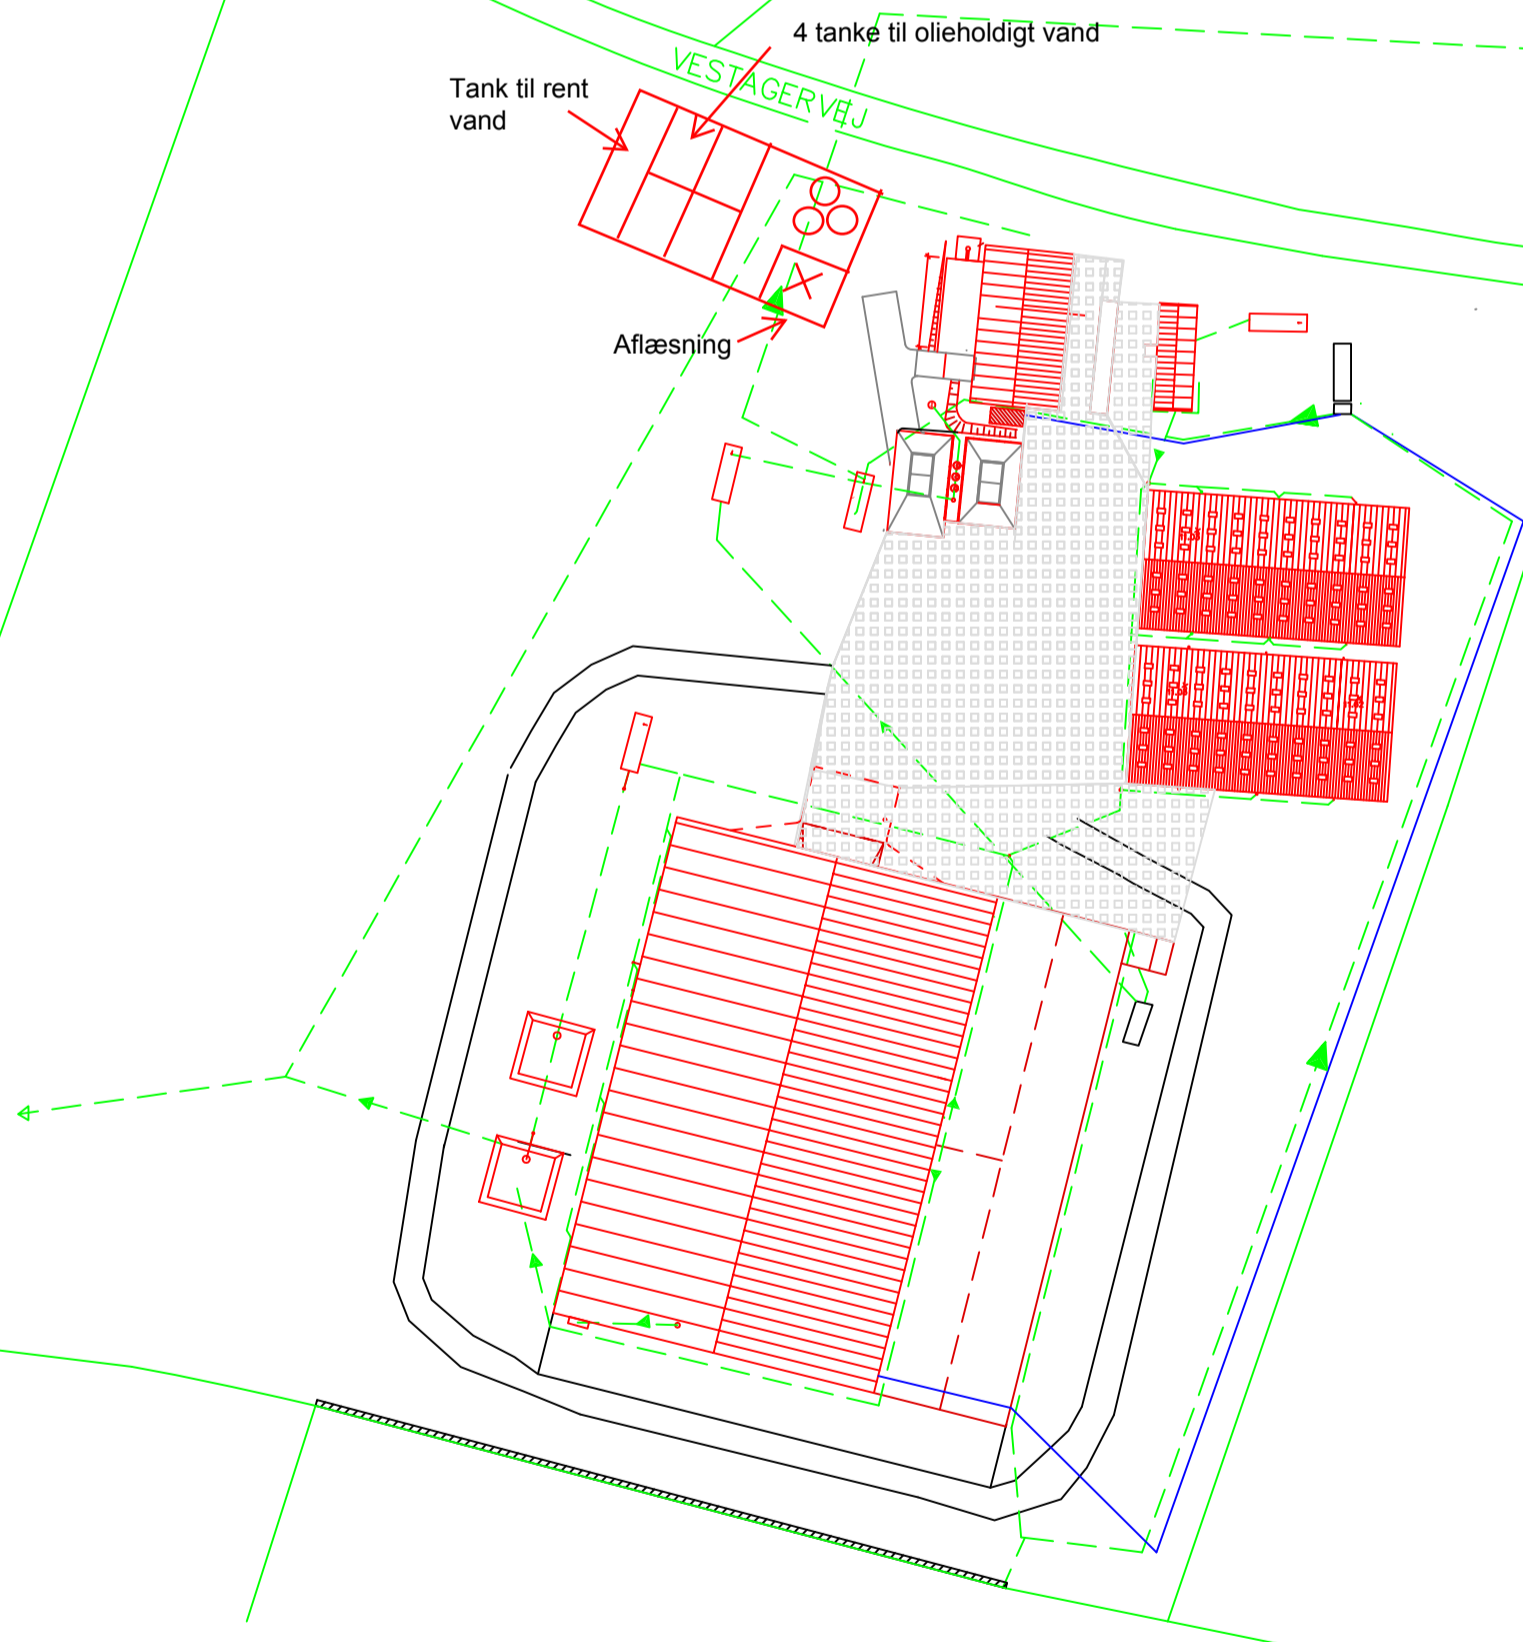 4 tanke til olieholdigt vand
VESTAGERVEJ
Tank til rent
vand
Aflæsning